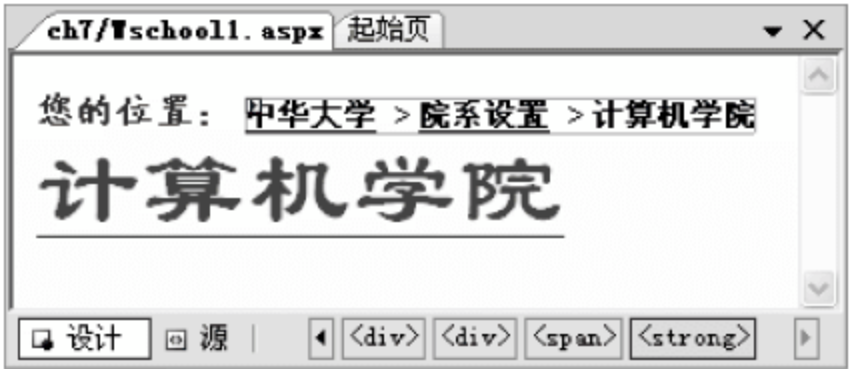 ch7/Wschool1.aspx 起始页
您的位置： 中华大学 > 院系设置 > 计算机学院
计算机学院
设计 源 <div> <div> <span> <strong>